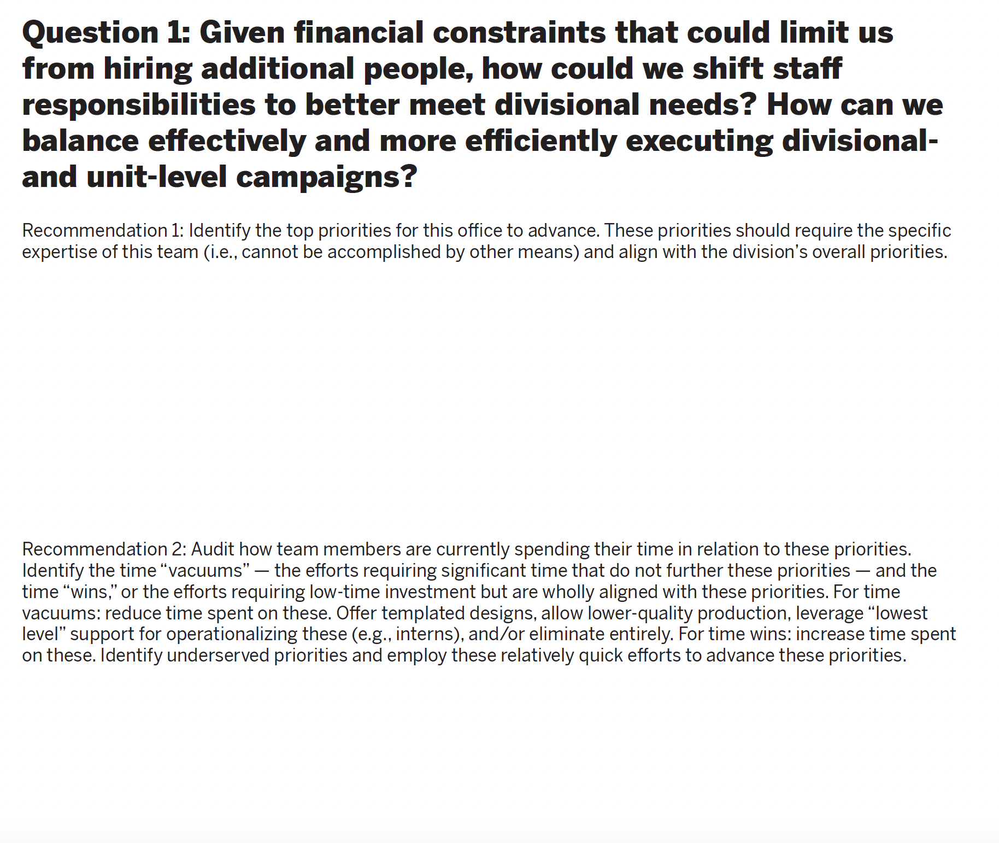 Question 1: Given financial constraints that could limit us
from hiring additional people, how could we shift staff
responsibilities to better meet divisional needs? How can we
balance effectively and more efficiently executing divisional-
and unit-level campaigns?
Recommendation 1: Identify the top priorities for this office to advance. These priorities should require the specific
expertise of this team (i.e., cannot be accomplished by other means) and align with the division’s overall priorities.
Recommendation 2: Audit how team members are currently spending their time in relation to these priorities.
Identify the time “vacuums” — the efforts requiring significant time that do not further these priorities — and the
time “wins,” or the efforts requiring low-time investment but are wholly aligned with these priorities. For time
vacuums: reduce time spent on these. Offer templated designs, allow lower-quality production, leverage “lowest
level” support for operationalizing these (e.g., interns), and/or eliminate entirely. For time wins: increase time spent
on these. Identify underserved priorities and employ these relatively quick efforts to advance these priorities.